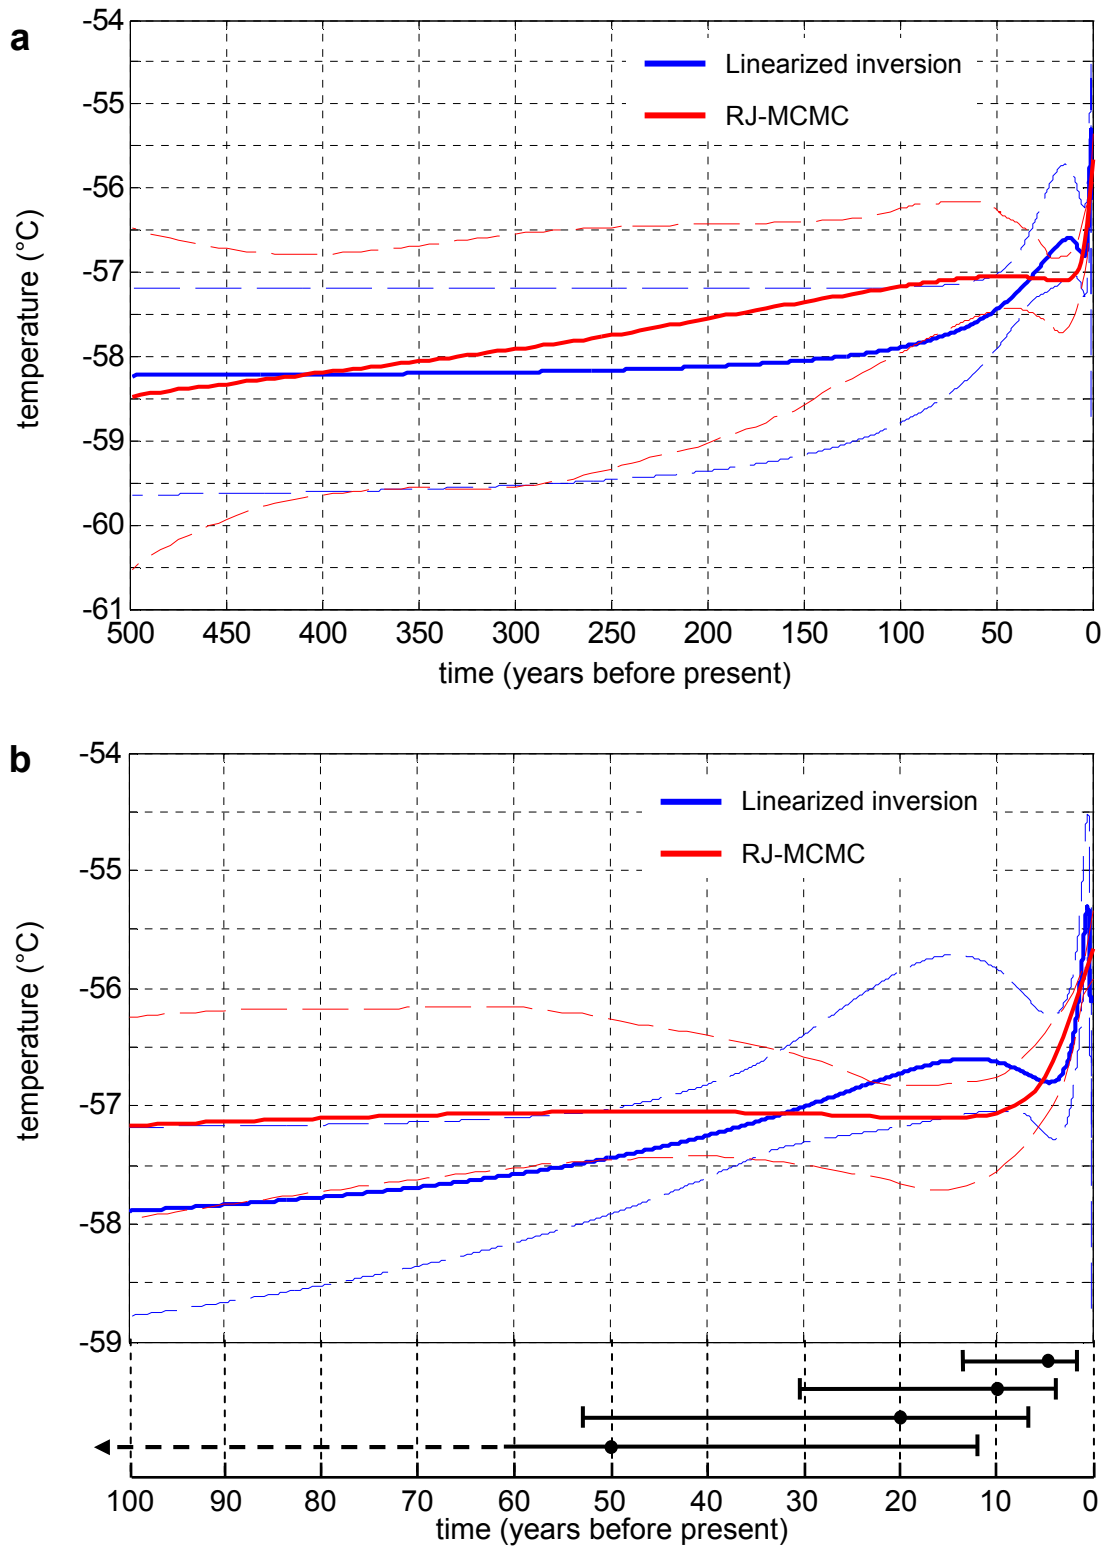 a
-54
-55
-56
-57
-58
-59
-60
-61
temperature (°C)
Linearized inversion
RJ-MCMC
500 450 400 350 300 250 200 150 100 50 0
time (years before present)
b
-54
-55
-56
-57
-58
-59
temperature (°C)
Linearized inversion
RJ-MCMC
100 90 80 70 60 50 40 30 20 10 0
time (years before present)